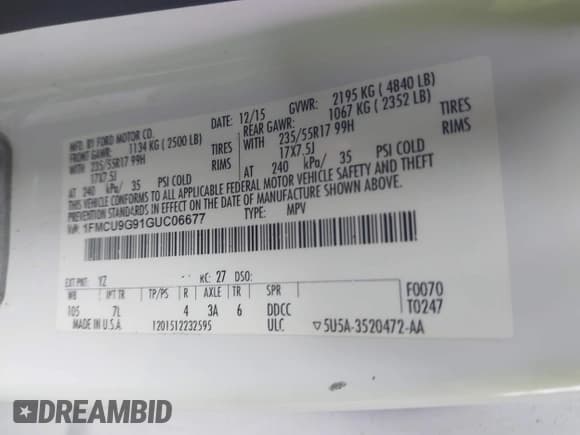 MFG. BY FORD MOTOR CO.
12/15 GVWR: 2195 KG ( 4840 LB)
FRONT GAWR: 1134 KG ( 2500 LB) REAR GAWR: 1067 KG ( 2352 LB)
WITH 235/55R17 99H TIRES WITH 235/55R17 99H TIRES
17X7.5J RIMS 17X7.5J RIMS
AT 240 kPa/ 35 PSI COLD AT 240 kPa/ 35 PSI COLD
THIS VEHICLE CONFORMS TO ALL APPLICABLE FEDERAL MOTOR VEHICLE SAFETY AND THEFT
PREVENTION STANDARDS IN EFFECT ON THE DATE OF MANUFACTURE SHOWN ABOVE.
VIN: 1FMCU9G91GUC06677 TYPE: MPV
EXT PNT: YZ RC: 27 DSO:
WB INT TR TP/PS R AXLE TR SPR F0070
105 7L 4 3A 6 DDCC T0247
MADE IN U.S.A. 1201512232595 ULC 5U5A-3520472-AA
DREAMBID